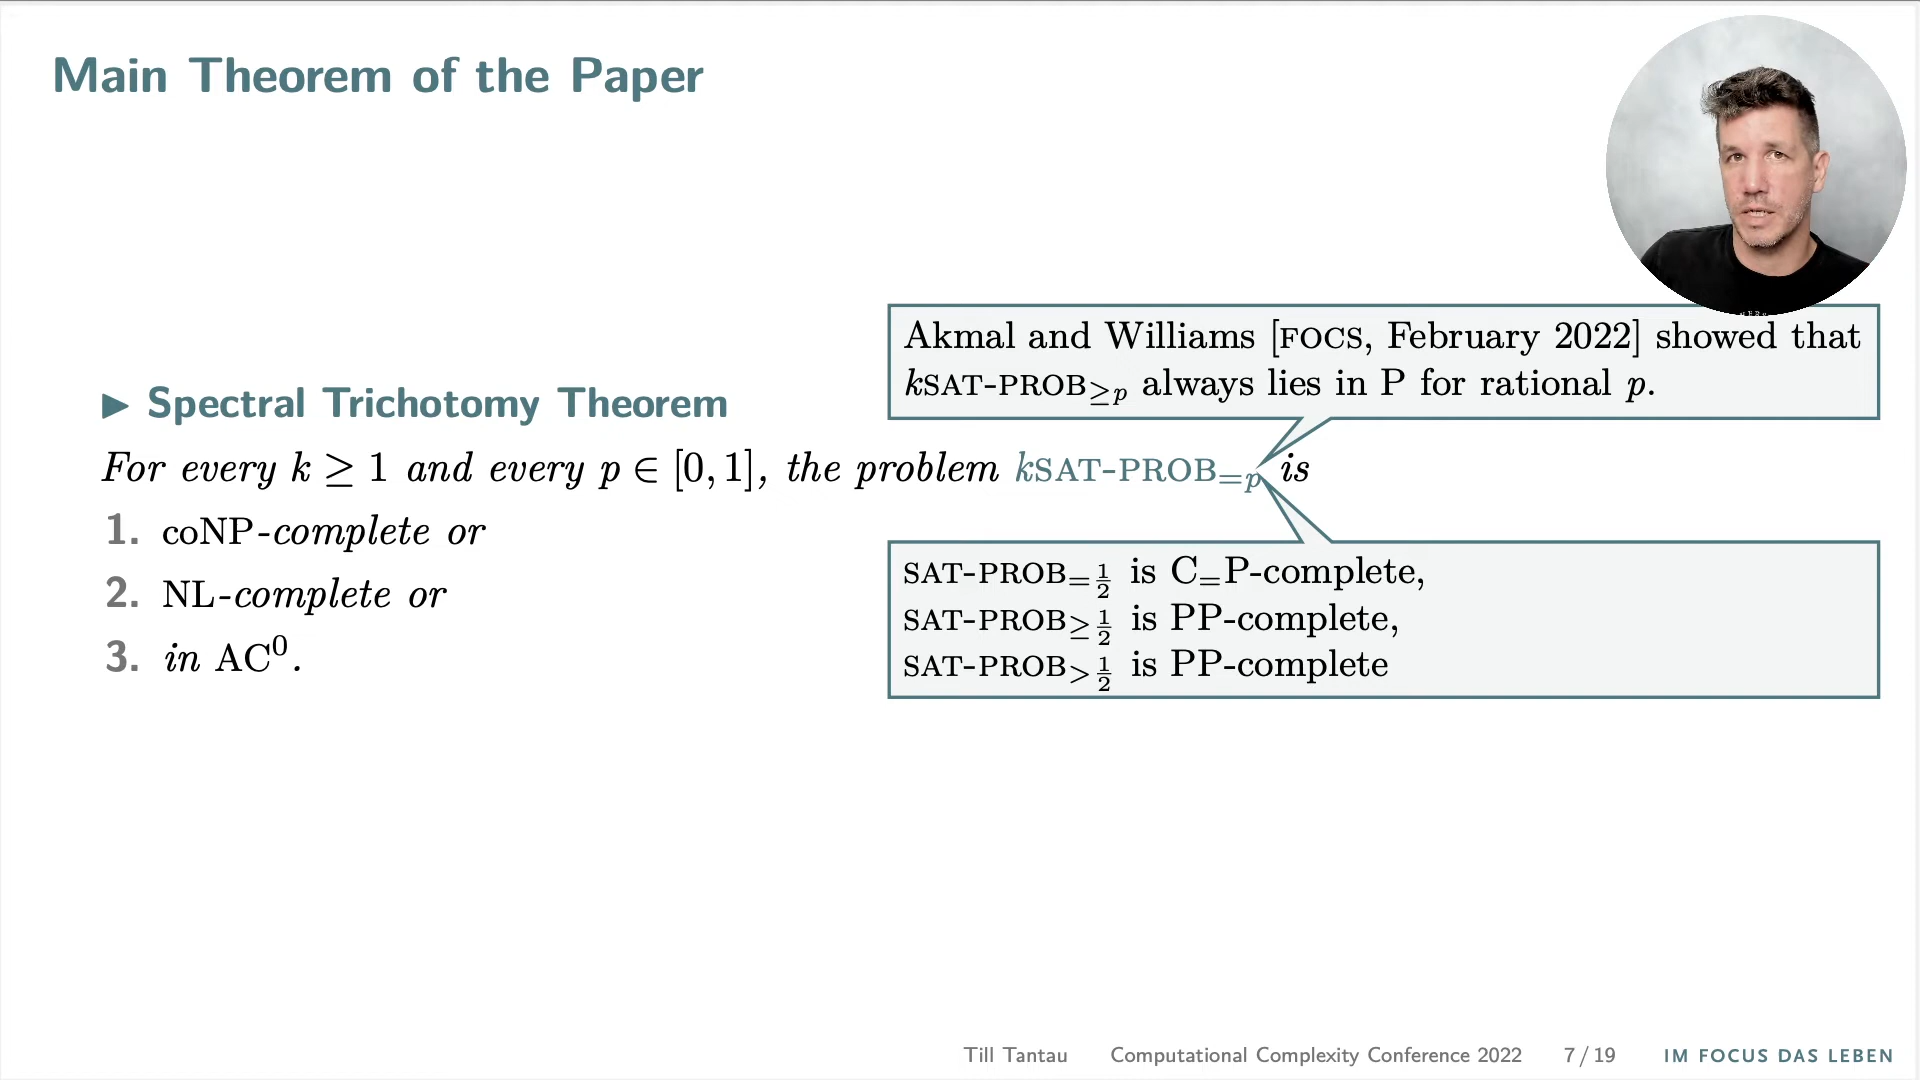 Main Theorem of the Paper
Akmal and Williams [FOCS, February 2022] showed that
kSAT-PROB≥p always lies in P for rational p.
▶ Spectral Trichotomy Theorem
For every k ≥ 1 and every p ∈ [0, 1], the problem kSAT-PROB=p is
1. coNP-complete or
2. NL-complete or
3. in AC⁰.
SAT-PROB=1/2 is C=P-complete,
SAT-PROB≥1/2 is PP-complete,
SAT-PROB>1/2 is PP-complete
Till Tantau Computational Complexity Conference 2022 7 / 19 IM FOCUS DAS LEBEN